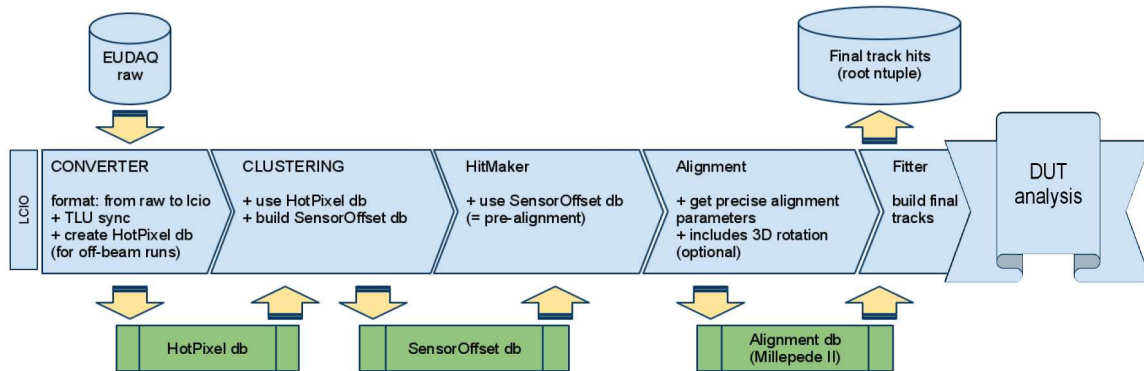 EUDAQ
raw
Final track hits
(root ntuple)
LCIO
CONVERTER
format: from raw to lcio
+ TLU sync
+ create HotPixel db
(for off-beam runs)
CLUSTERING
+ use HotPixel db
+ build SensorOffset db
HitMaker
+ use SensorOffset db
(= pre-alignment)
Alignment
+ get precise alignment
parameters
+ includes 3D rotation
(optional)
Fitter
build final
tracks
DUT
analysis
HotPixel db
SensorOffset db
Alignment db
(Millepede II)